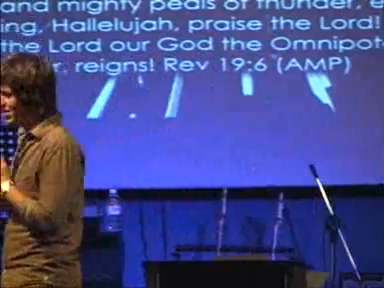 and mighty peals of thunder,
ing, Hallelujah, praise the Lord!
the Lord our God the Omnipot
reigns! Rev 19:6 (AMP)